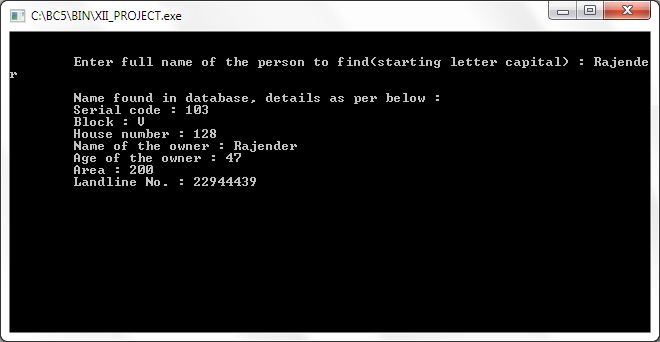 C:\BC5\BIN\XII_PROJECT.exe
Enter full name of the person to find(starting letter capital) : Rajende
r
Name found in database, details as per below :
Serial code : 103
Block : V
House number : 128
Name of the owner : Rajender
Age of the owner : 47
Area : 200
Landline No. : 22944439